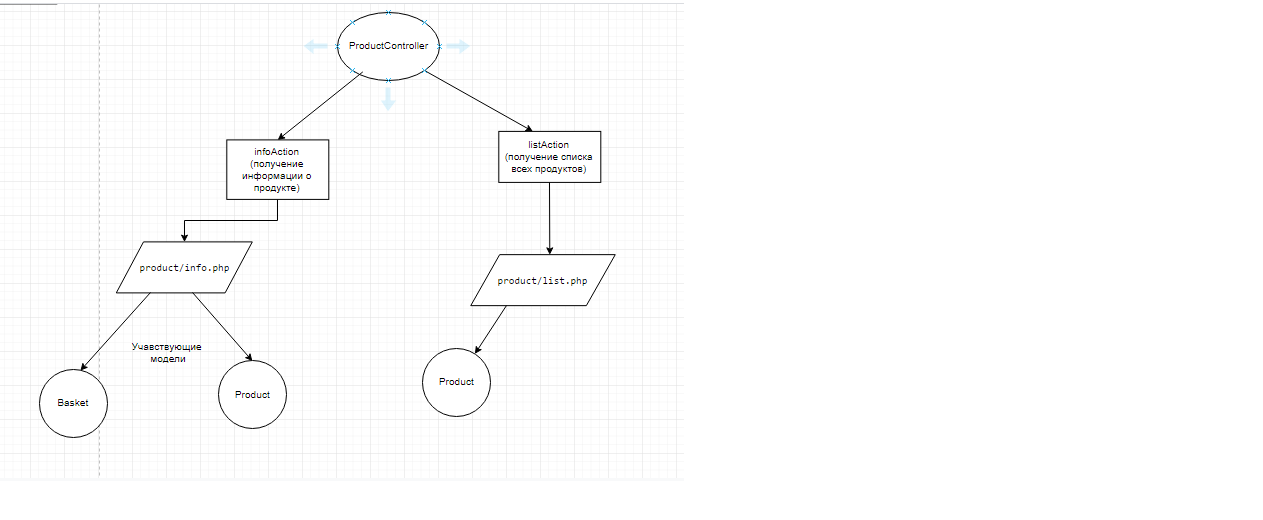 ProductController
infoAction
(получение
информации о
продукте)
listAction
(получение списка
всех продуктов)
product/info.php
product/list.php
Учавствующие
модели
Basket
Product
Product